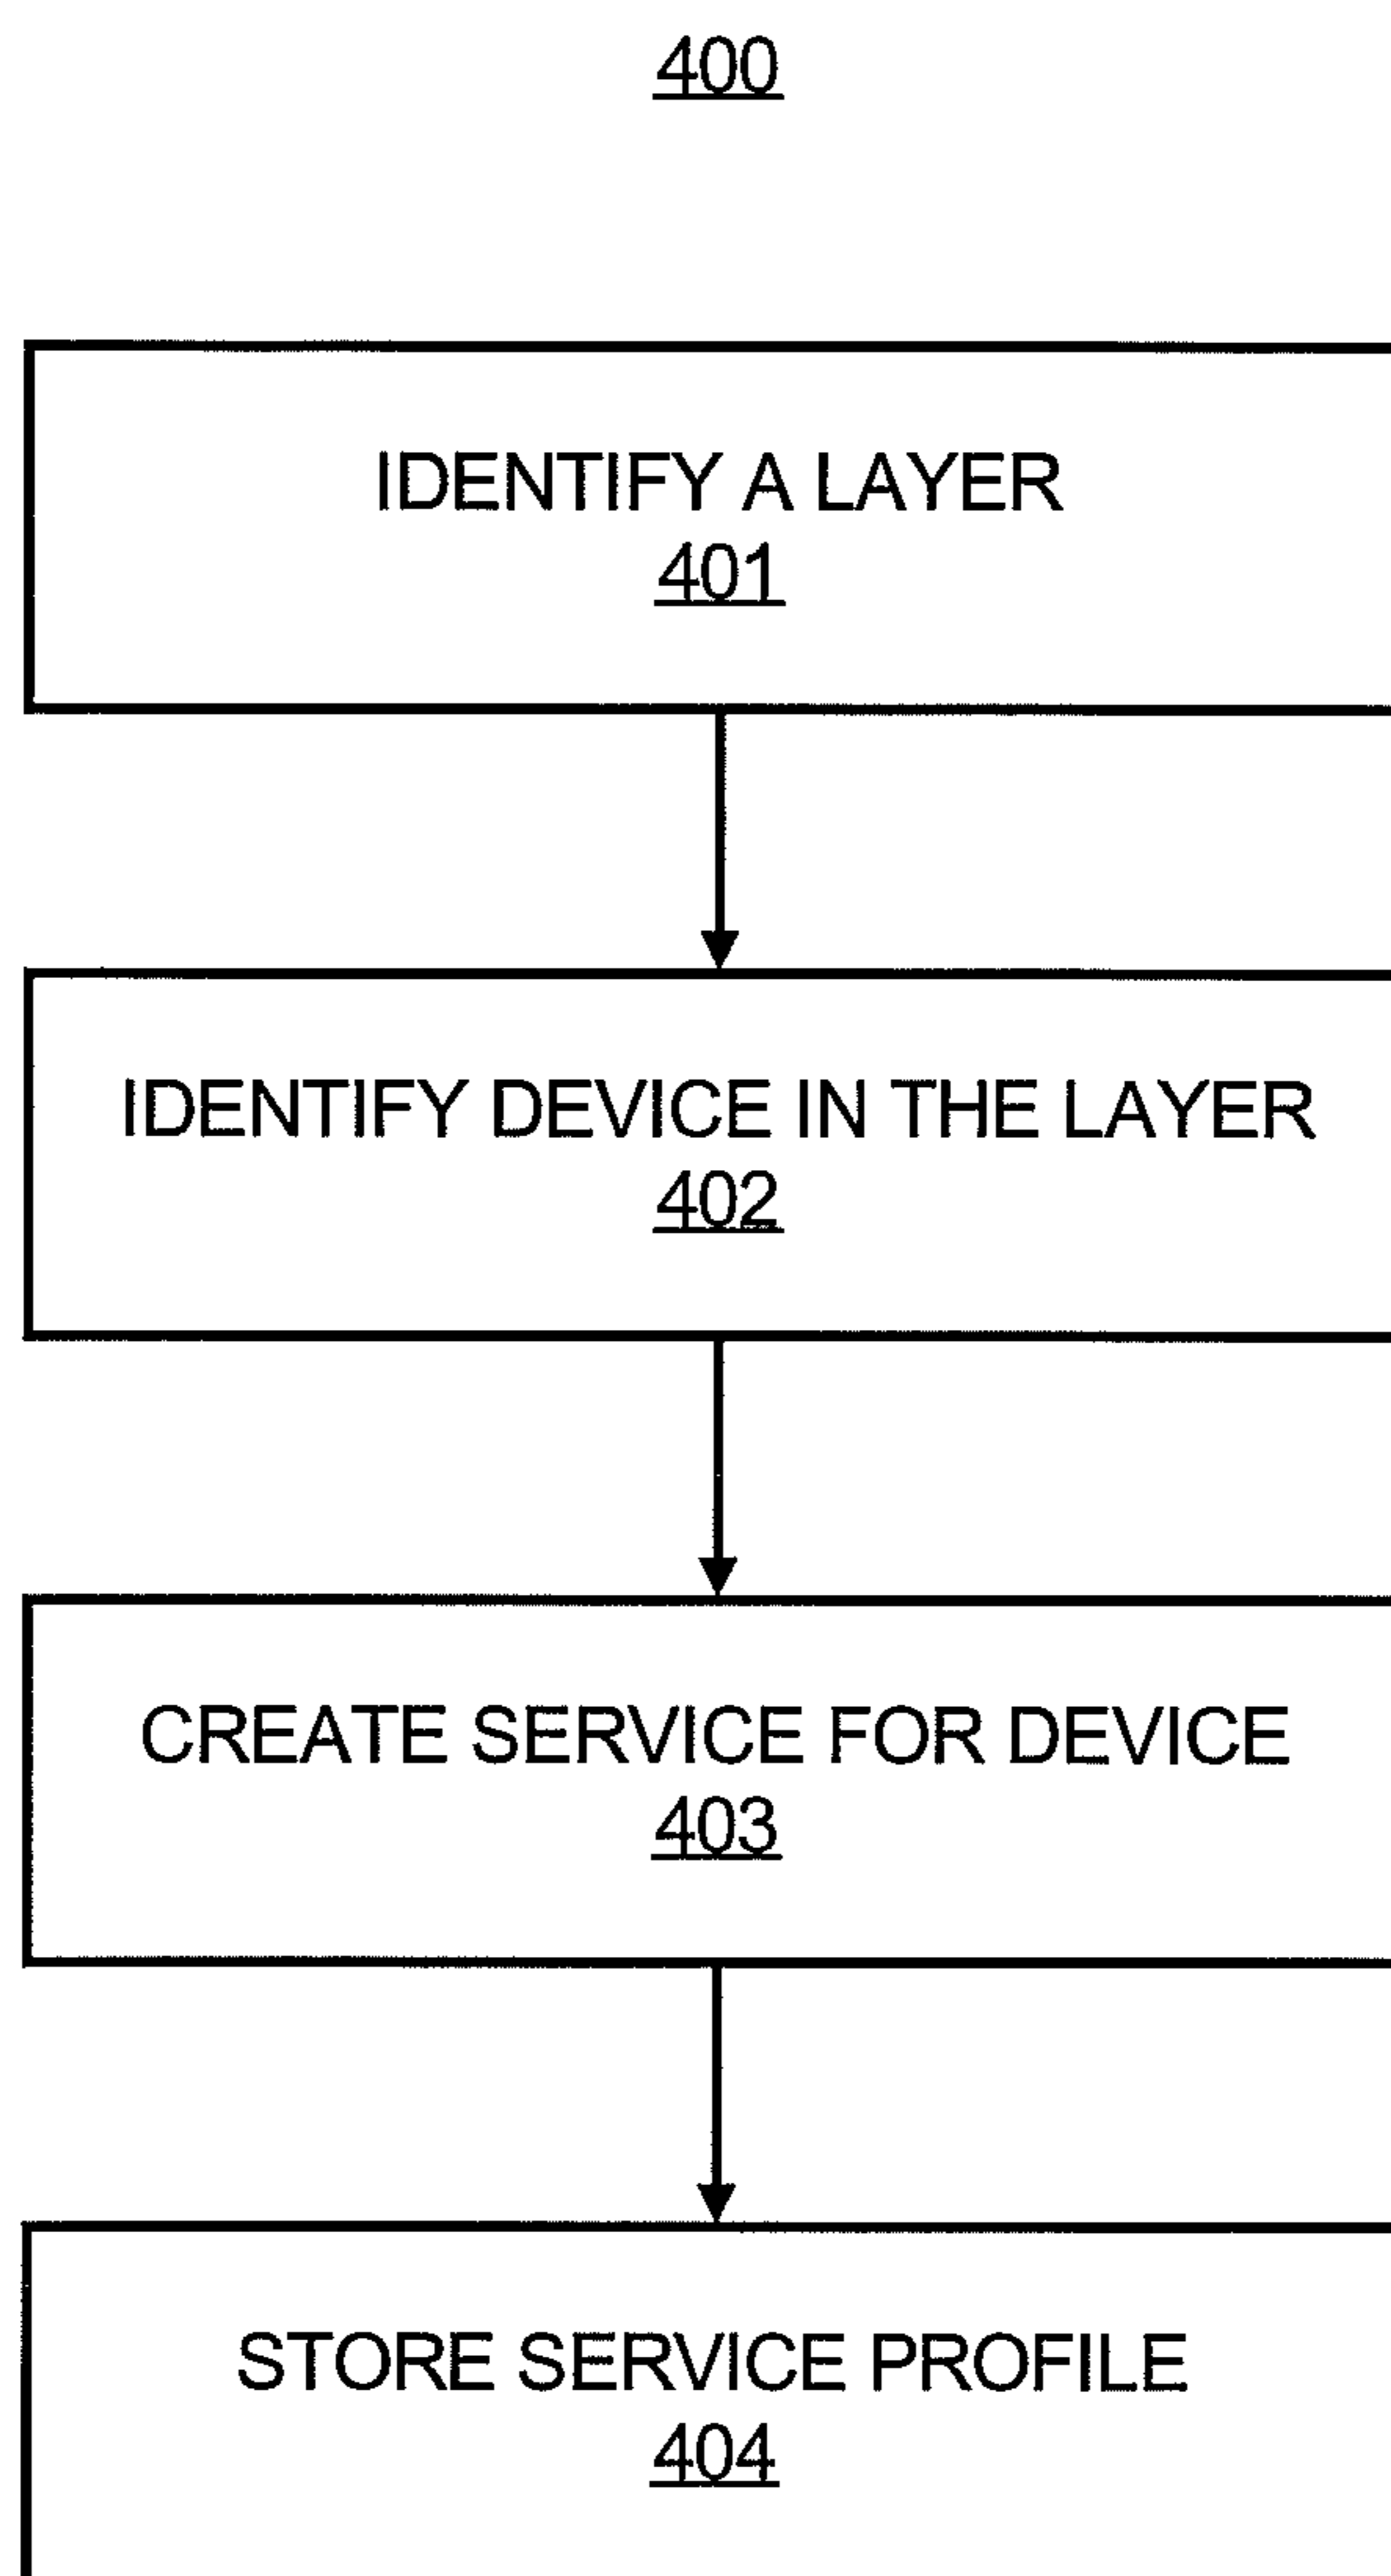 400
IDENTIFY A LAYER
401
IDENTIFY DEVICE IN THE LAYER
402
CREATE SERVICE FOR DEVICE
403
STORE SERVICE PROFILE
404